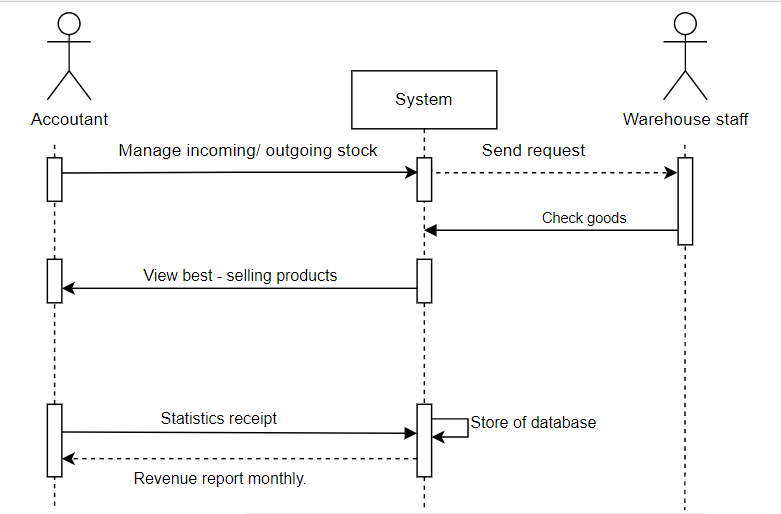 System
Accoutant
Warehouse staff
Manage incoming/ outgoing stock
Send request
Check goods
View best - selling products
Statistics receipt
Store of database
Revenue report monthly.